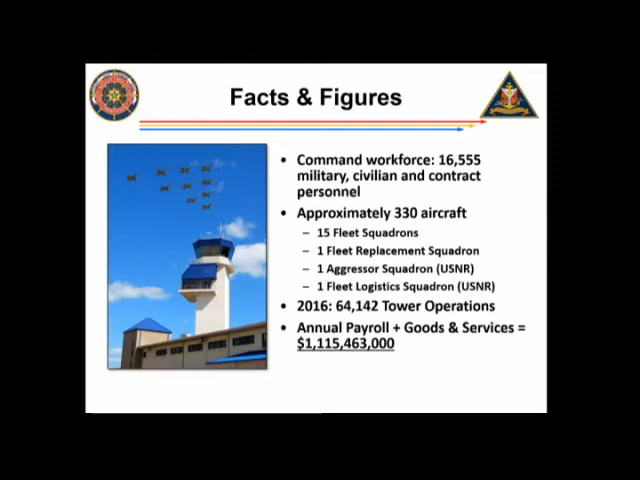 Facts & Figures
• Command workforce: 16,555
military, civilian and contract
personnel
• Approximately 330 aircraft
– 15 Fleet Squadrons
– 1 Fleet Replacement Squadron
– 1 Aggressor Squadron (USNR)
– 1 Fleet Logistics Squadron (USNR)
• 2016: 64,142 Tower Operations
• Annual Payroll + Goods & Services =
$1,115,463,000